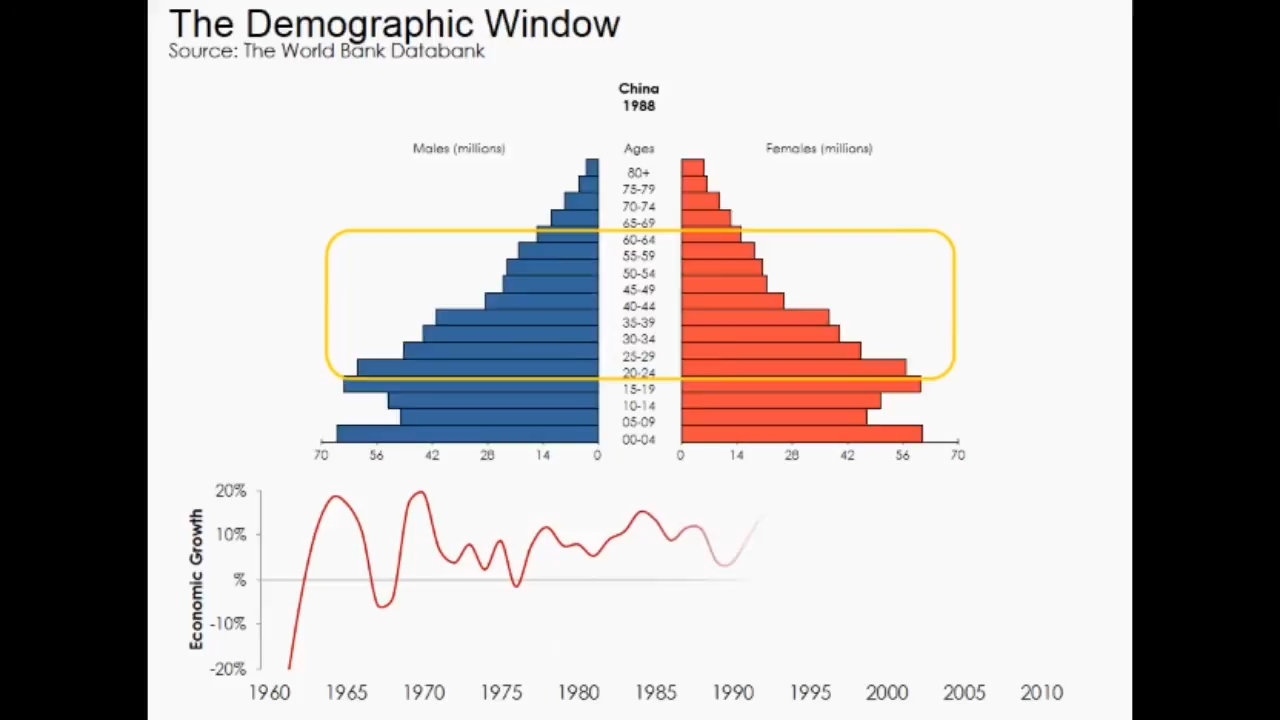 The Demographic Window
Source: The World Bank Databank
China
1988
Males (millions)
Ages
Females (millions)
80+
75-79
70-74
65-69
60-64
55-59
50-54
45-49
40-44
35-39
30-34
25-29
20-24
15-19
10-14
05-09
00-04
70 56 42 28 14 0
0 14 28 42 56 70
Economic Growth
20%
10%
%
-10%
-20%
1960 1965 1970 1975 1980 1985 1990 1995 2000 2005 2010